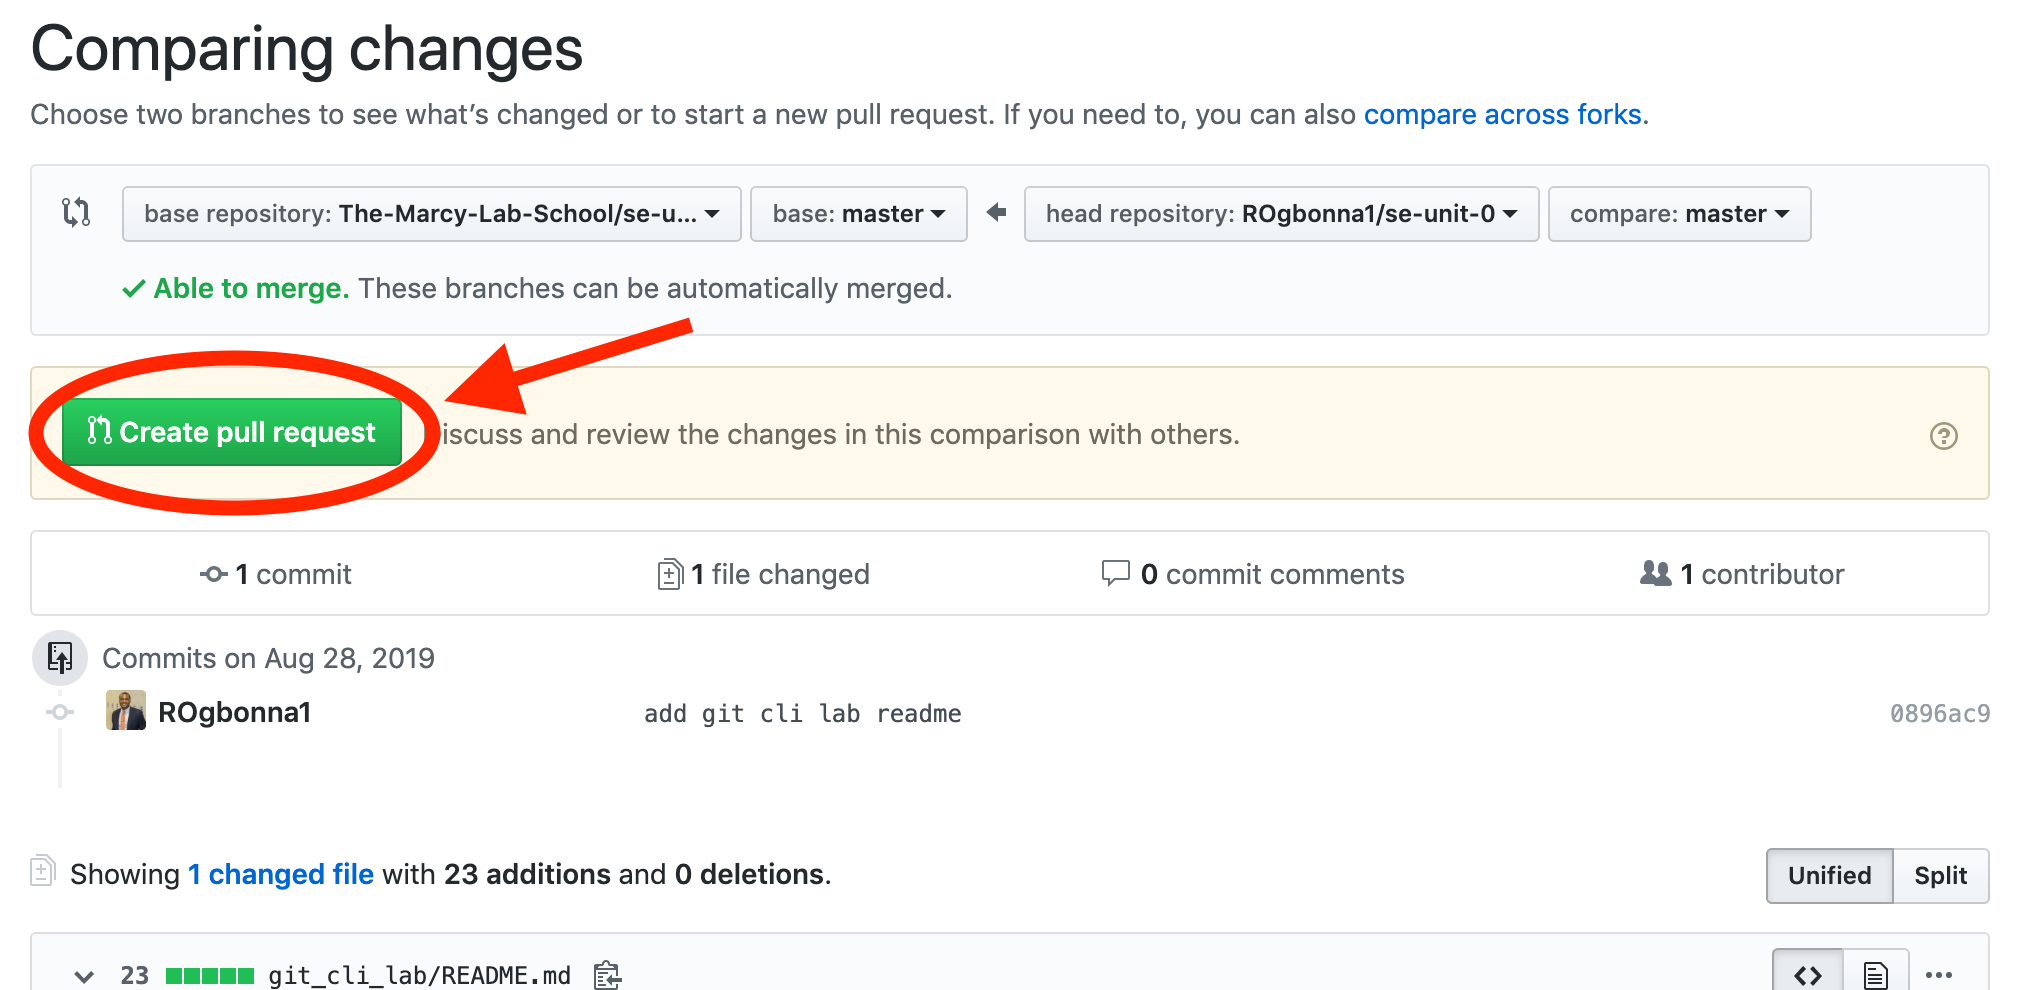 Comparing changes
Choose two branches to see what’s changed or to start a new pull request. If you need to, you can also compare across forks.
base repository: The-Marcy-Lab-School/se-u... base: master head repository: ROgbonna1/se-unit-0 compare: master
Able to merge. These branches can be automatically merged.
Create pull request iscuss and review the changes in this comparison with others.
1 commit 1 file changed 0 commit comments 1 contributor
Commits on Aug 28, 2019
ROgbonna1 add git cli lab readme 0896ac9
Showing 1 changed file with 23 additions and 0 deletions. Unified Split
23 git_cli_lab/README.md